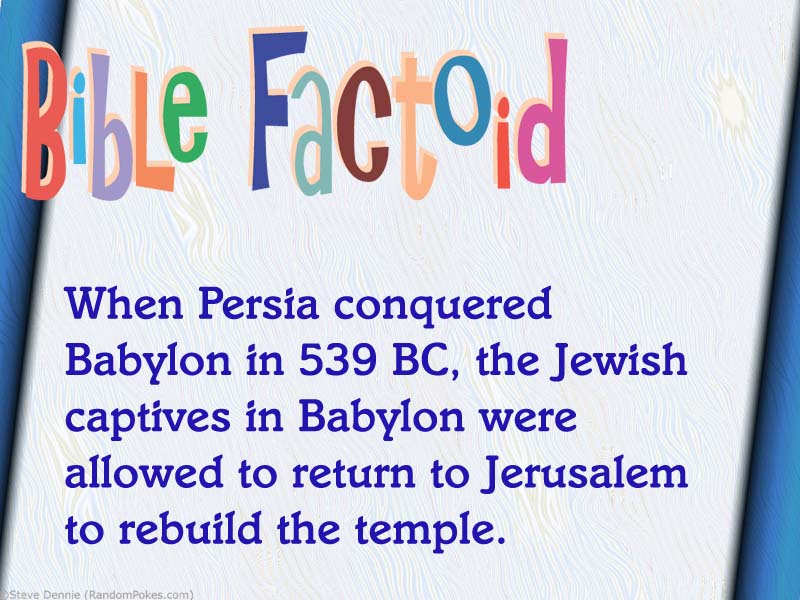 Bible Factoid
When Persia conquered
Babylon in 539 BC, the Jewish
captives in Babylon were
allowed to return to Jerusalem
to rebuild the temple.
©Steve Dennie (RandomPokes.com)